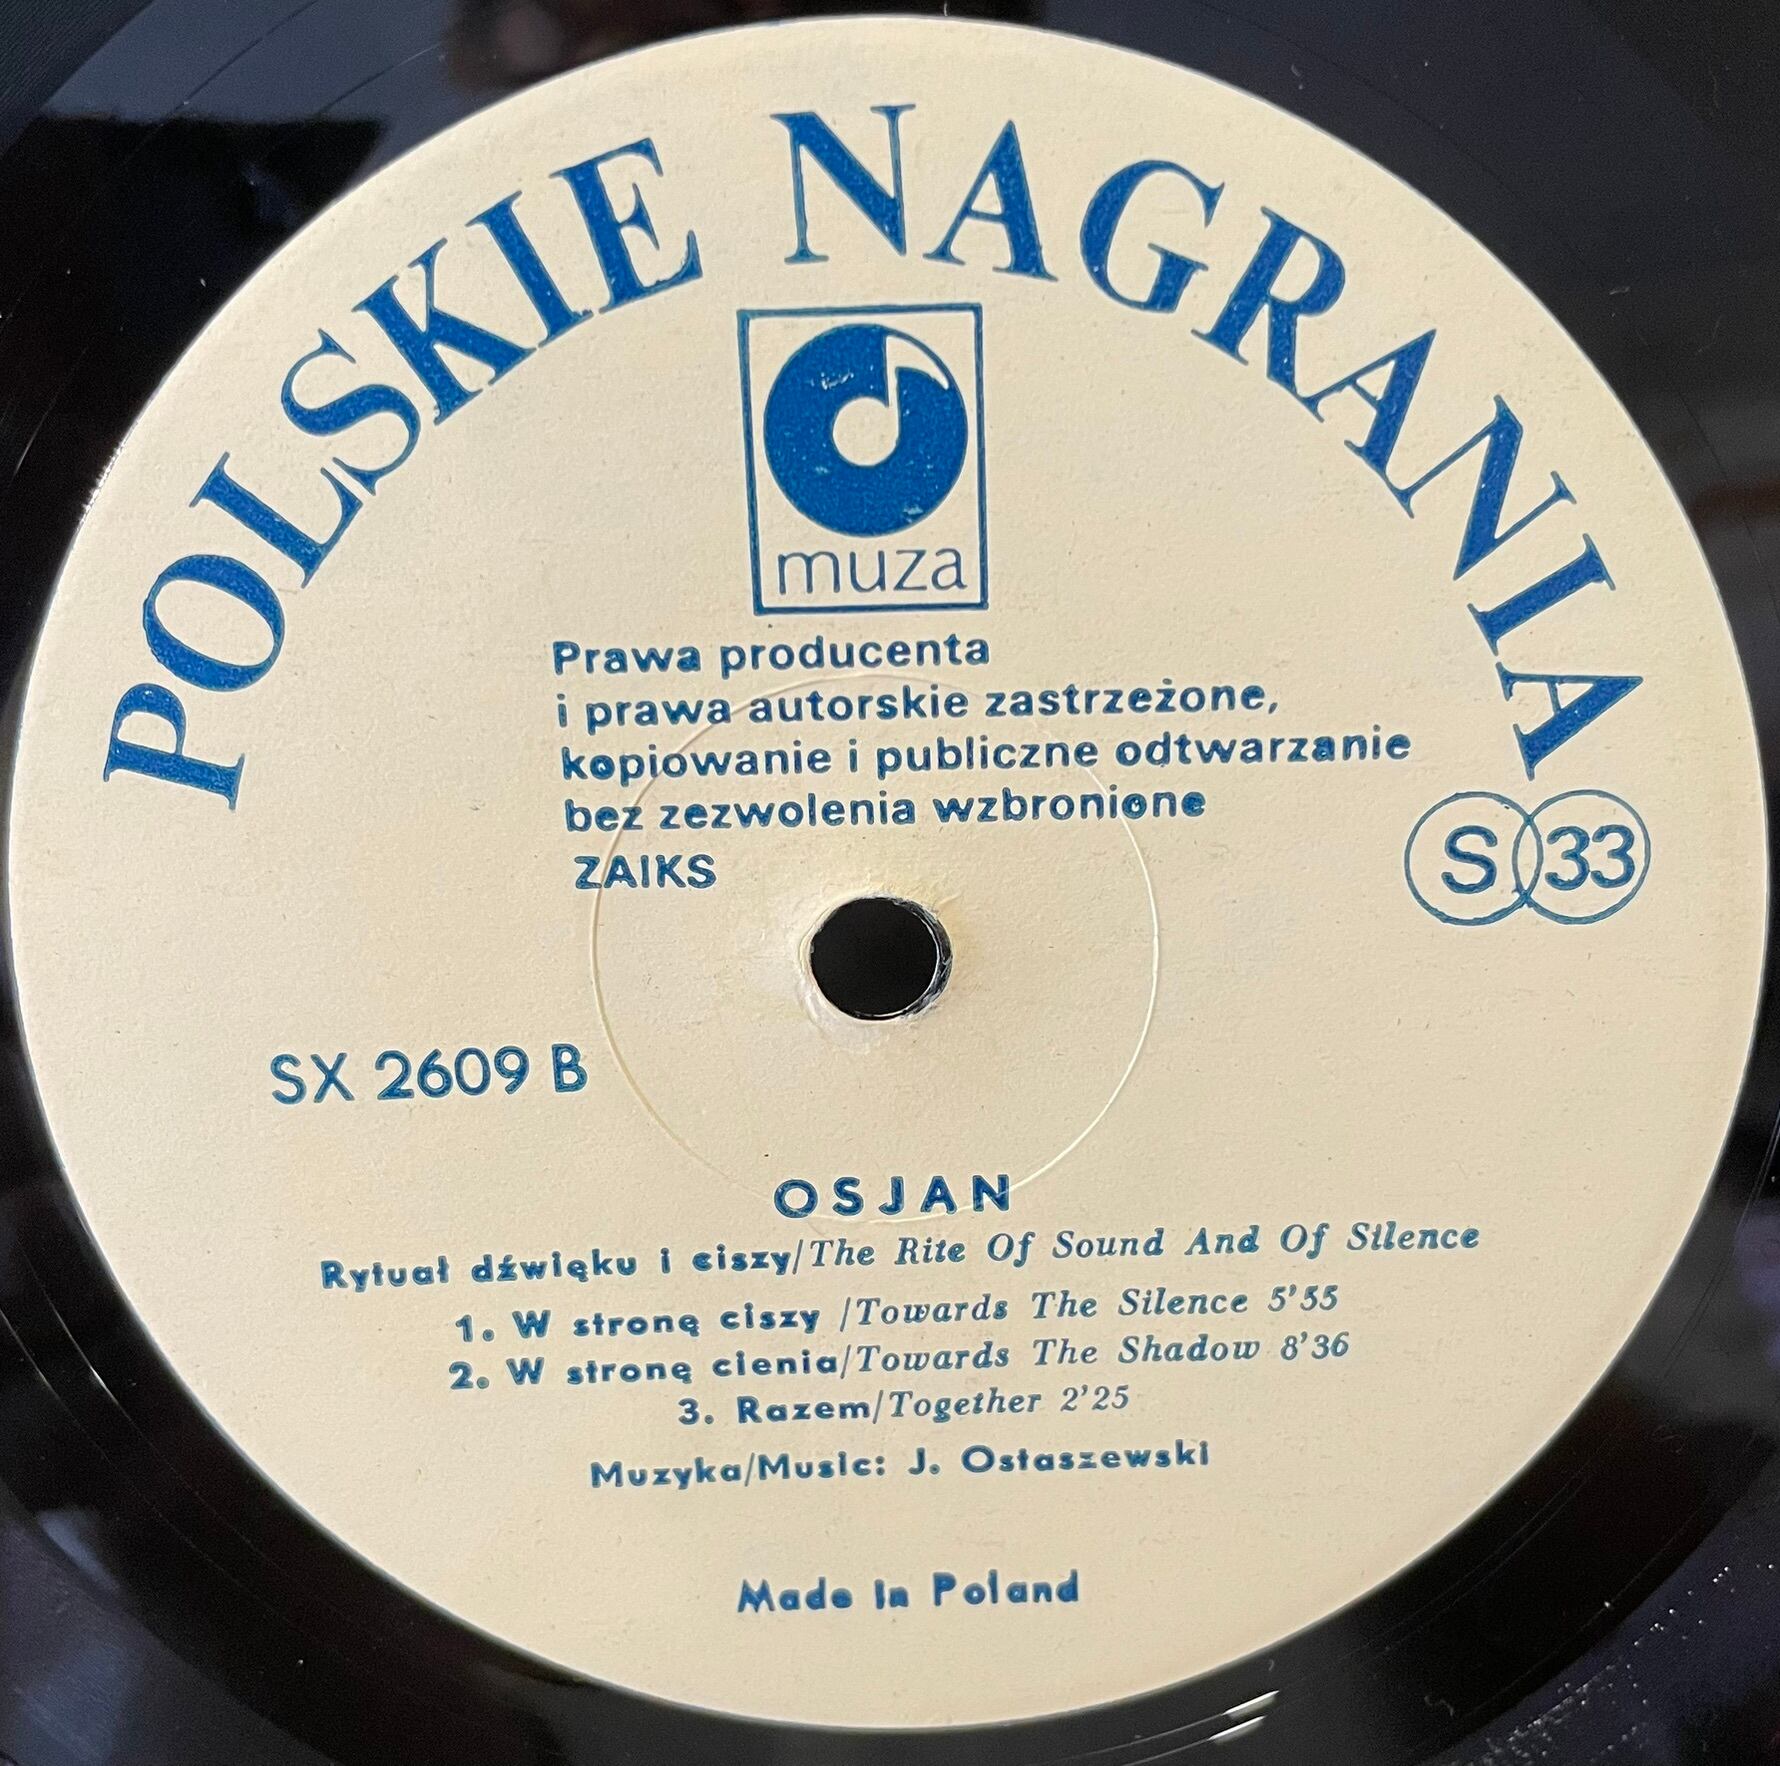 POLSKIE NAGRANIA
muza
Prawa producenta
i prawa autorskie zastrzeżone,
kopiowanie i publiczne odtwarzanie
bez zezwolenia wzbronione
ZAIKS
S 33
SX 2609 B
OSJAN
Rytuał dźwięku i ciszy/The Rite Of Sound And Of Silence
1. W stronę ciszy /Towards The Silence 5'55
2. W stronę cienia/Towards The Shadow 8'36
3. Razem/Together 2'25
Muzyka/Music: J. Ostaszewski
Made in Poland